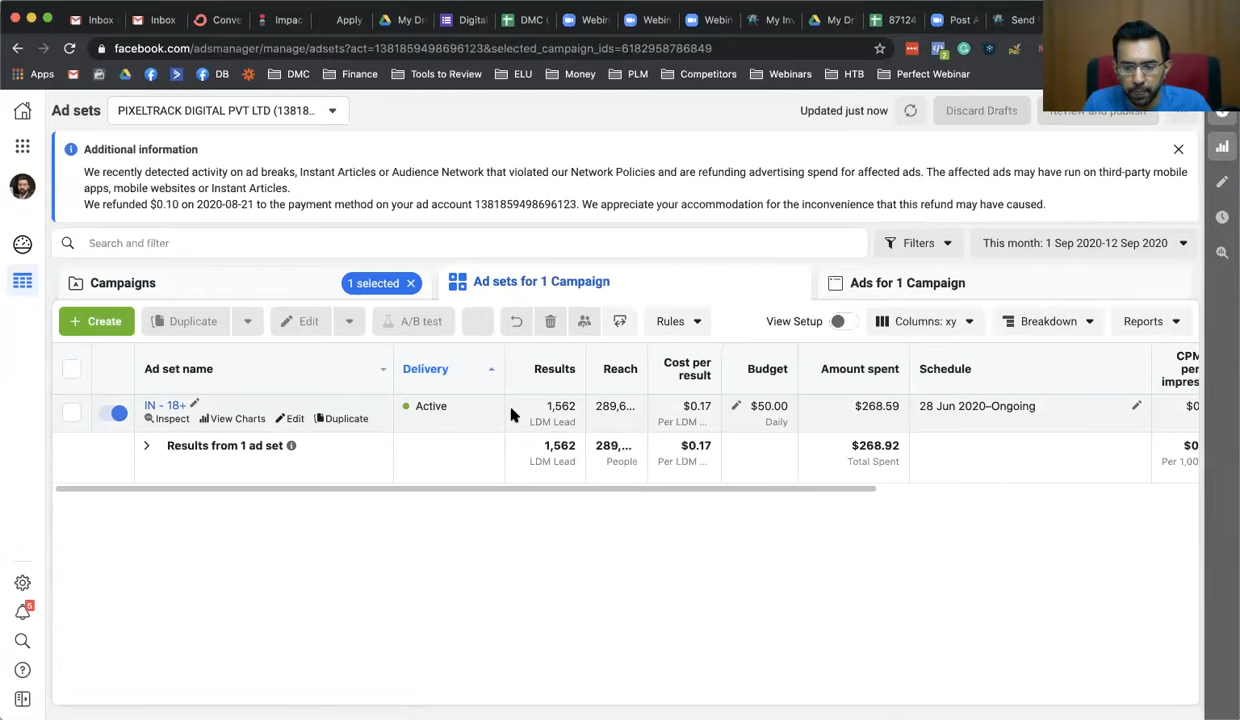 Inbox
Inbox
Conve
Impac
Apply
My Dr
Digital
DMC C
Webin
Webin
Webin
My Inv
My Dr
87124
Post A
Send
facebook.com/adsmanager/manage/adsets?act=1381859498696123&selected_campaign_ids=6182958786849
2
Apps
DB
DMC
Finance
Tools to Review
ELU
Money
PLM
Competitors
Webinars
HTB
Perfect Webinar
Ad sets
PIXELTRACK DIGITAL PVT LTD (13818...
Updated just now
Discard Drafts
Review and publish
Additional information
We recently detected activity on ad breaks, Instant Articles or Audience Network that violated our Network Policies and are refunding advertising spend for affected ads. The affected ads may have run on third-party mobile
apps, mobile websites or Instant Articles.
We refunded $0.10 on 2020-08-21 to the payment method on your ad account 1381859498696123. We appreciate your accommodation for the inconvenience that this refund may have caused.
Search and filter
Filters
This month: 1 Sep 2020-12 Sep 2020
Campaigns
1 selected
Ad sets for 1 Campaign
Ads for 1 Campaign
+ Create
Duplicate
Edit
A/B test
Rules
View Setup
Columns: xy
Breakdown
Reports
Ad set name
Delivery
Results
Reach
Cost per
result
Budget
Amount spent
Schedule
CPM
per
impres
IN - 18+
Inspect
View Charts
Edit
Duplicate
Active
1,562
LDM Lead
289,6...
$0.17
Per LDM ...
$50.00
Daily
$268.59
28 Jun 2020–Ongoing
$0
Results from 1 ad set
1,562
LDM Lead
289,...
People
$0.17
Per LDM ...
$268.92
Total Spent
$0
Per 1,00
5